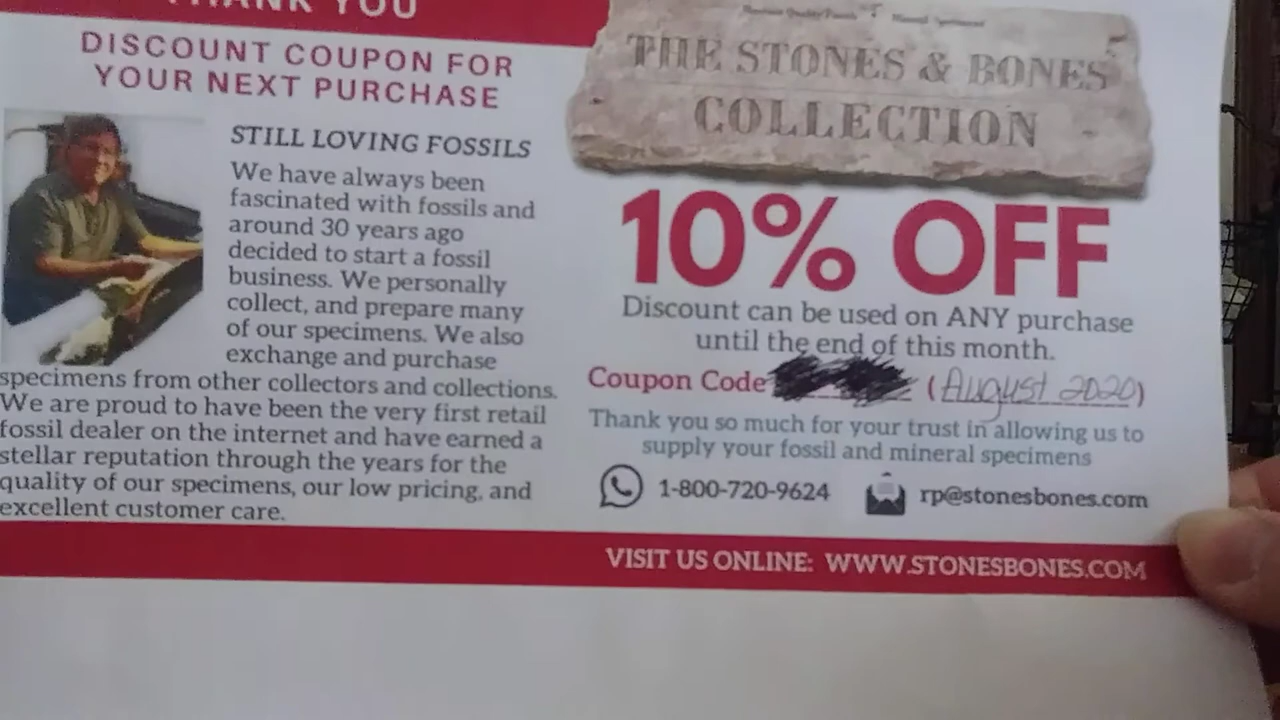 THANK YOU
DISCOUNT COUPON FOR
YOUR NEXT PURCHASE
STILL LOVING FOSSILS
We have always been
fascinated with fossils and
around 30 years ago
decided to start a fossil
business. We personally
collect, and prepare many
of our specimens. We also
exchange and purchase
specimens from other collectors and collections.
We are proud to have been the very first retail
fossil dealer on the internet and have earned a
stellar reputation through the years for the
quality of our specimens, our low pricing, and
excellent customer care.
THE STONES & BONES
COLLECTION
10% OFF
Discount can be used on ANY purchase
until the end of this month.
Coupon Code (August 2020)
Thank you so much for your trust in allowing us to
supply your fossil and mineral specimens
1-800-720-9624 rp@stonesbones.com
VISIT US ONLINE: WWW.STONESBONES.COM